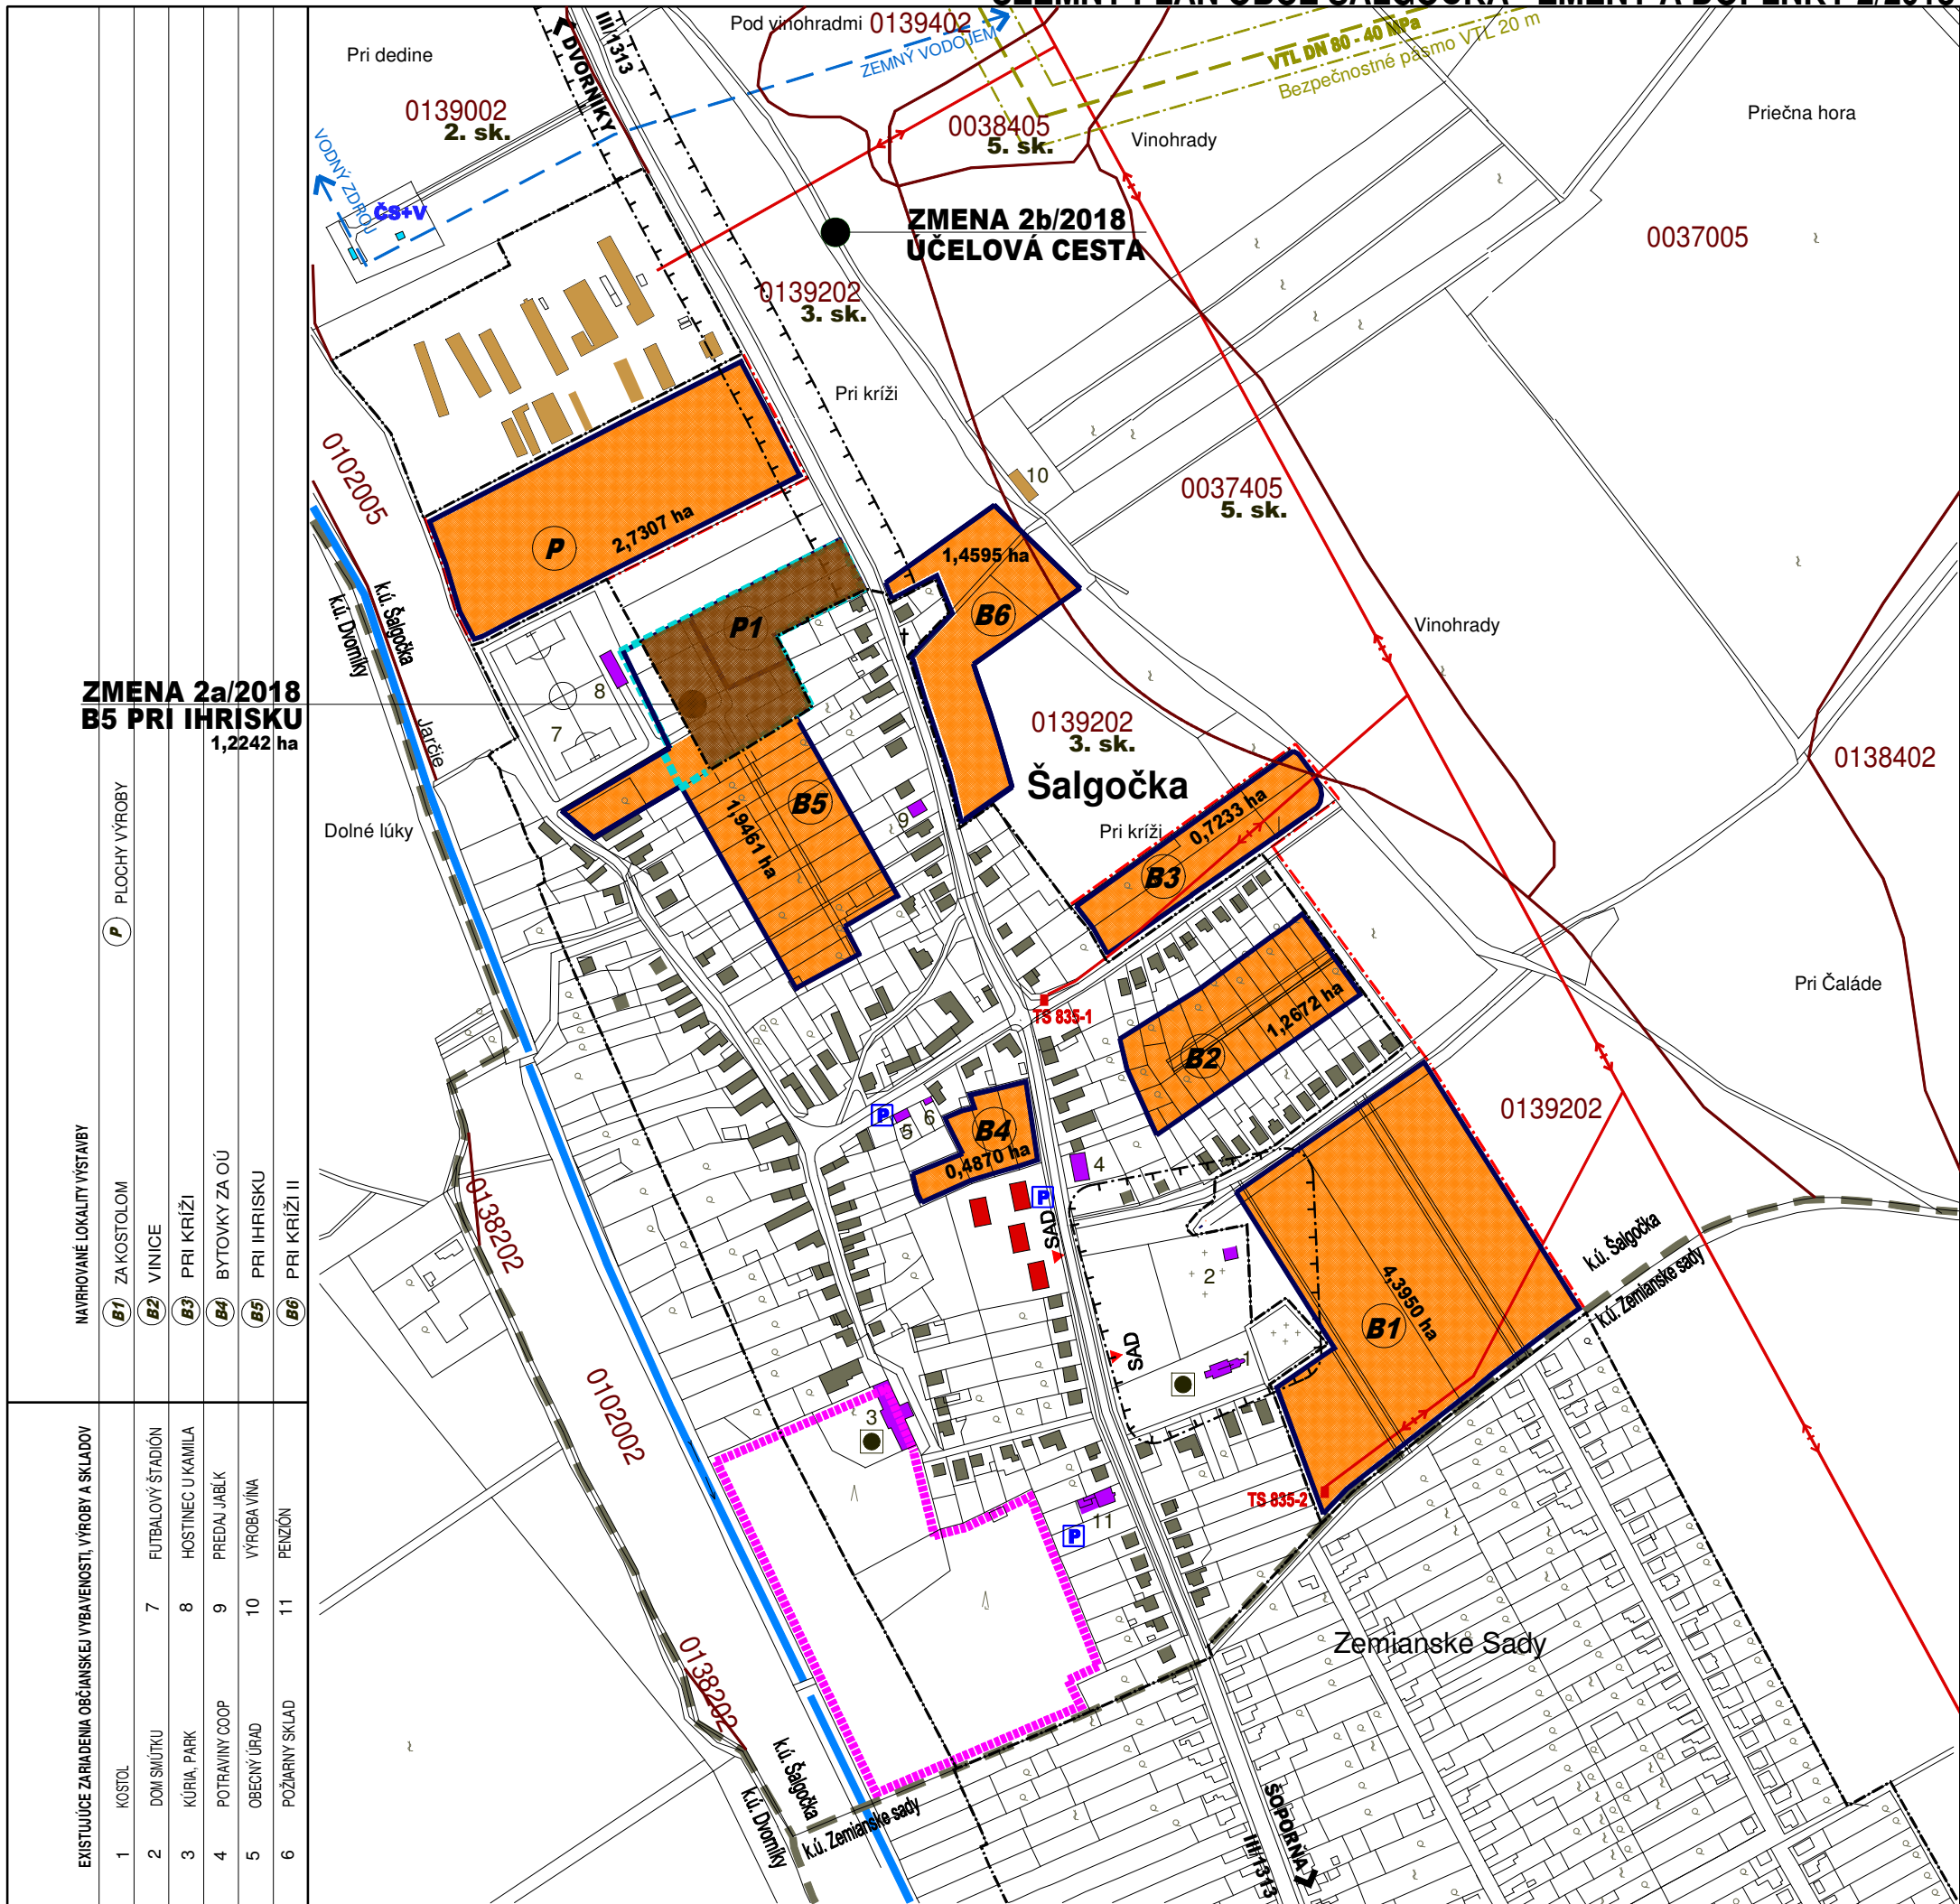 ÚZEMNÝ PLÁN OBCE ŠALGOČKA - ZMENY A DOPLNKY 2/2018
Pod vinohradmi
0139402
Pri dedine
0139002
2. sk.
DVORNÍKY
III/1313
ZEMNÝ VODOJEM
VTL DN 80 - 40 MPa
Bezpečnostné pásmo VTL 20 m
0038405
5. sk.
Vinohrady
Priečna hora
VODNÝ ZDROJ
ČS+V
ZMENA 2b/2018
ÚČELOVÁ CESTA
0037005
0139202
3. sk.
Pri kríži
0102005
10
0037405
5. sk.
P
2,7307 ha
1,4595 ha
B6
P1
k.ú. Šalgočka
k.ú. Dvorníky
Vinohrady
ZMENA 2a/2018
B5 PRI IHRISKU
1,2242 ha
8
7
Jarčie
0139202
3. sk.
Šalgočka
0138402
B5
1,9461 ha
9
Dolné lúky
Pri kríži
0,7233 ha
B3
Pri Čaláde
TS 835-1
1,2672 ha
B2
P
5
6
B4
0,4870 ha
4
P
0139202
0138202
SAD
2
k.ú. Šalgočka
k.ú. Zemianske sady
4,3950 ha
B1
SAD
1
0102002
3
TS 835-2
11
P
Zemianske Sady
0138202
k.ú. Šalgočka
k.ú. Dvorníky
k.ú. Zemianske sady
ŠOPORŇA
III/1313
NAVRHOVANÉ LOKALITY VÝSTAVBY
B1 ZA KOSTOLOM
B2 VINICE
B3 PRI KRÍŽI
B4 BYTOVKY ZA OÚ
B5 PRI IHRISKU
B6 PRI KRÍŽI II
P PLOCHY VÝROBY
EXISTUJÚCE ZARIADENIA OBČIANSKEJ VYBAVENOSTI, VÝROBY A SKLADOV
1 KOSTOL
2 DOM SMÚTKU
3 KÚRIA, PARK
4 POTRAVINY COOP
5 OBECNÝ ÚRAD
6 POŽIARNY SKLAD
7 FUTBALOVÝ ŠTADIÓN
8 HOSTINEC U KAMILA
9 PREDAJ JABĹK
10 VÝROBA VÍNA
11 PENZIÓN